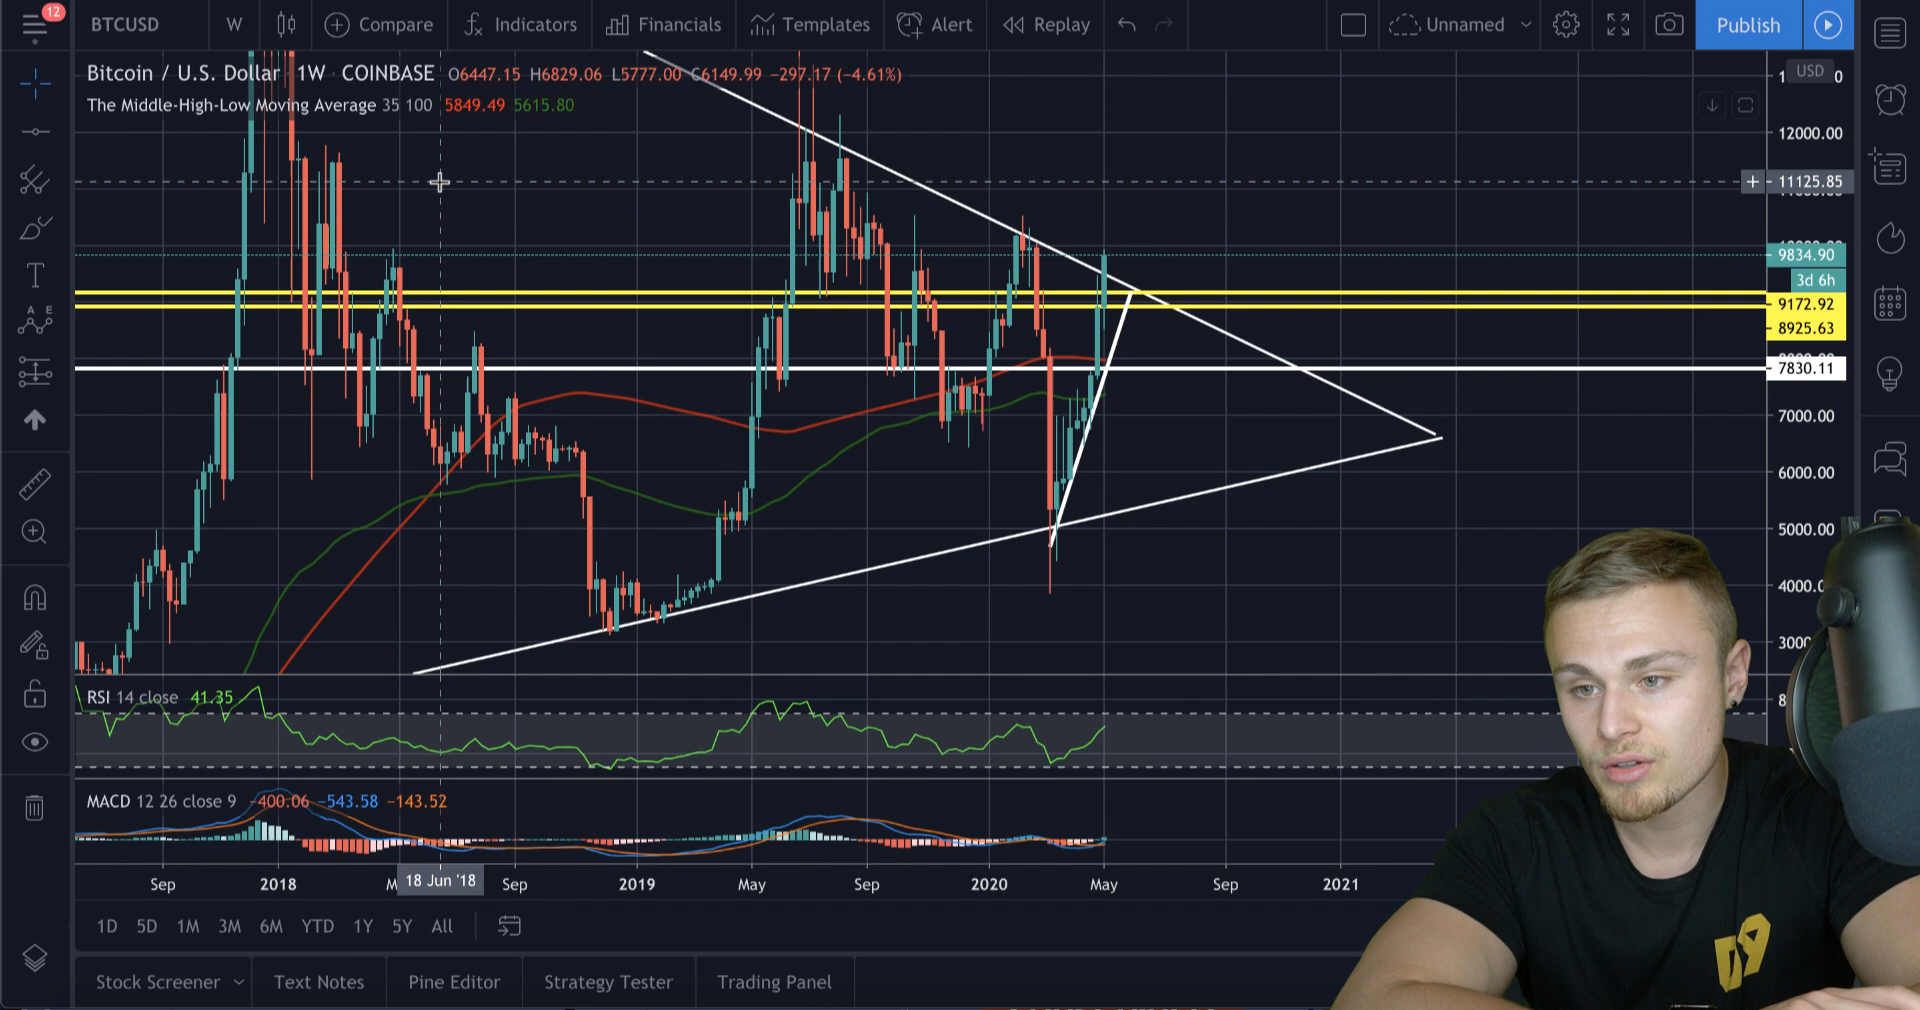 12
BTCUSD W Compare Indicators Financials Templates Alert Replay Unnamed Publish
Bitcoin / U.S. Dollar 1W COINBASE O6447.15 H6829.06 L5777.00 C6149.99 −297.17 (−4.61%)
The Middle-High-Low Moving Average 35 100 5849.49 5615.80
USD
12000.00
11125.85
9834.90
3d 6h
9172.92
8925.63
7830.11
7000.00
6000.00
5000.00
RSI 14 close 41.35
MACD 12 26 close 9 −400.06 −543.58 −143.52
Sep 2018 18 Jun '18 Sep 2019 May Sep 2020 May Sep 2021
1D 5D 1M 3M 6M YTD 1Y 5Y All
Stock Screener Text Notes Pine Editor Strategy Tester Trading Panel